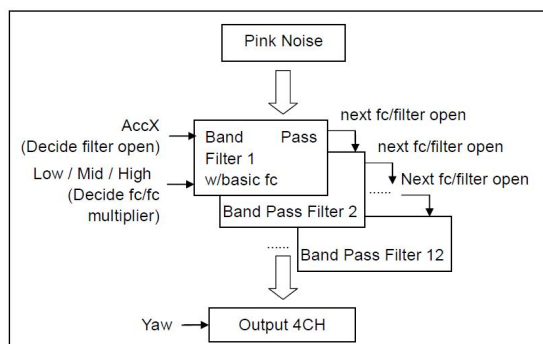 Pink Noise
AccX
(Decide filter open)
Low / Mid / High
(Decide fc/fc
multiplier)
Band Pass
Filter 1
w/basic fc
next fc/filter open
next fc/filter open
......
Next fc/filter open
Band Pass Filter 2
Band Pass Filter 12
......
Yaw
Output 4CH